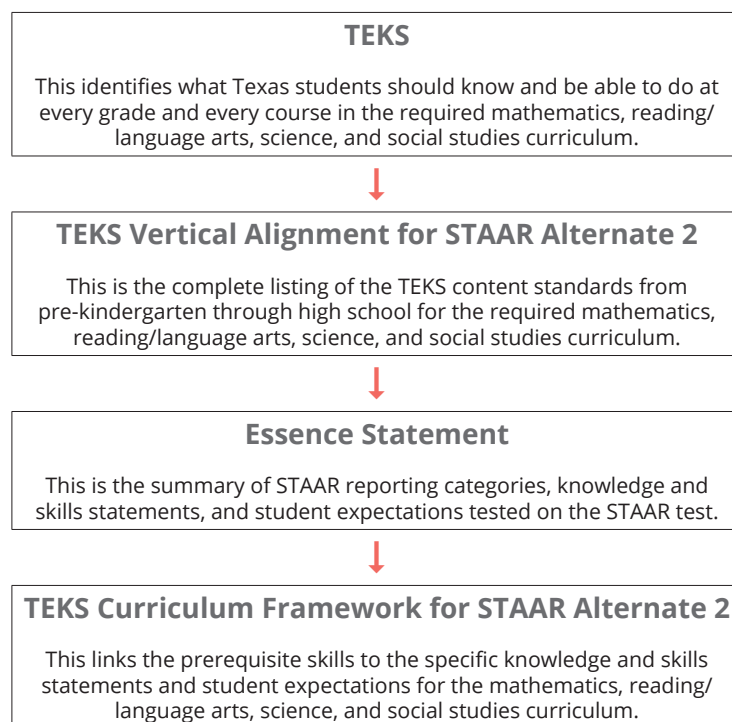 TEKS
This identifies what Texas students should know and be able to do at
every grade and every course in the required mathematics, reading/
language arts, science, and social studies curriculum.
TEKS Vertical Alignment for STAAR Alternate 2
This is the complete listing of the TEKS content standards from
pre-kindergarten through high school for the required mathematics,
reading/language arts, science, and social studies curriculum.
Essence Statement
This is the summary of STAAR reporting categories, knowledge and
skills statements, and student expectations tested on the STAAR test.
TEKS Curriculum Framework for STAAR Alternate 2
This links the prerequisite skills to the specific knowledge and skills
statements and student expectations for the mathematics, reading/
language arts, science, and social studies curriculum.